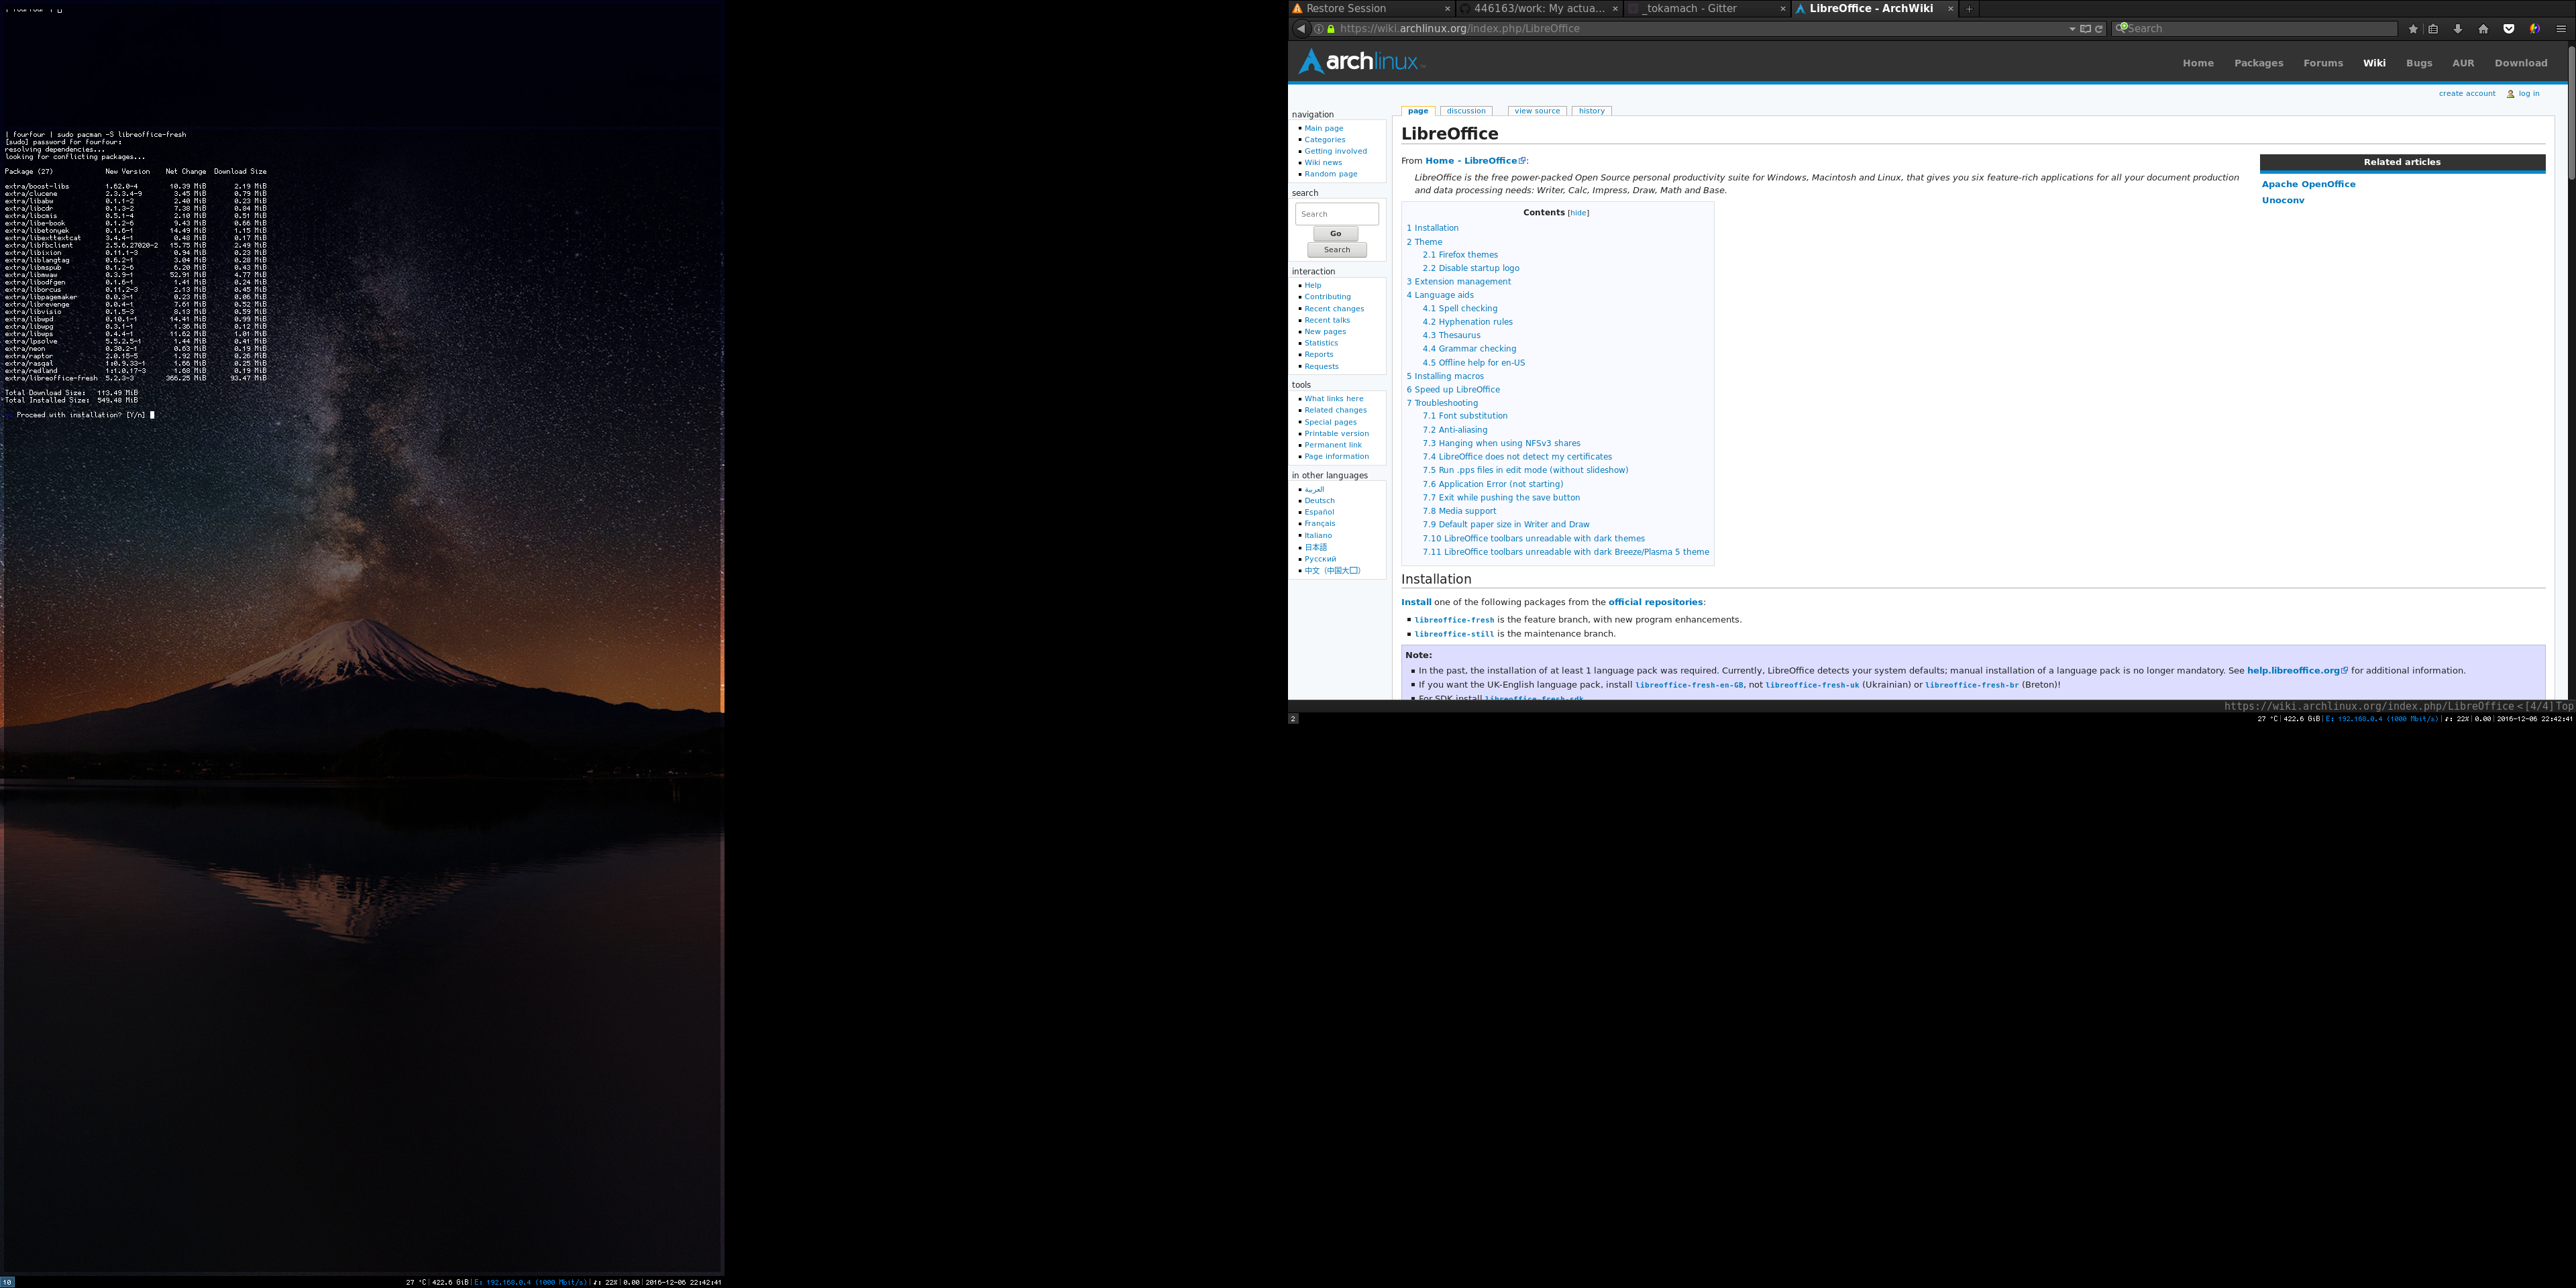 | fourfour |
| fourfour | sudo pacman -S libreoffice-fresh
[sudo] password for fourfour:
resolving dependencies...
looking for conflicting packages...
Package (27) New Version Net Change Download Size
extra/boost-libs 1.62.0-4 10.39 MiB 2.19 MiB
extra/clucene 2.3.3.4-9 3.45 MiB 0.79 MiB
extra/libabw 0.1.1-2 2.40 MiB 0.23 MiB
extra/libcdr 0.1.3-2 7.38 MiB 0.84 MiB
extra/libcmis 0.5.1-4 2.10 MiB 0.51 MiB
extra/libe-book 0.1.2-6 9.43 MiB 0.66 MiB
extra/libetonyek 0.1.6-1 14.49 MiB 1.15 MiB
extra/libexttextcat 3.4.4-1 0.48 MiB 0.17 MiB
extra/libfbclient 2.5.6.27020-2 15.75 MiB 2.49 MiB
extra/libixion 0.11.1-3 0.94 MiB 0.23 MiB
extra/liblangtag 0.6.2-1 3.04 MiB 0.28 MiB
extra/libmspub 0.1.2-6 6.20 MiB 0.43 MiB
extra/libmwaw 0.3.9-1 52.91 MiB 4.77 MiB
extra/libodfgen 0.1.6-1 1.41 MiB 0.24 MiB
extra/liborcus 0.11.2-3 2.13 MiB 0.45 MiB
extra/libpagemaker 0.0.3-1 0.23 MiB 0.06 MiB
extra/librevenge 0.0.4-1 7.61 MiB 0.52 MiB
extra/libvisio 0.1.5-3 8.13 MiB 0.59 MiB
extra/libwpd 0.10.1-1 14.41 MiB 0.99 MiB
extra/libwpg 0.3.1-1 1.36 MiB 0.12 MiB
extra/libwps 0.4.4-1 11.62 MiB 1.01 MiB
extra/lpsolve 5.5.2.5-1 1.44 MiB 0.41 MiB
extra/neon 0.30.2-1 0.63 MiB 0.19 MiB
extra/raptor 2.0.15-5 1.92 MiB 0.26 MiB
extra/rasqal 1:0.9.33-1 1.66 MiB 0.25 MiB
extra/redland 1:1.0.17-3 1.68 MiB 0.19 MiB
extra/libreoffice-fresh 5.2.3-3 366.25 MiB 93.47 MiB
Total Download Size: 113.49 MiB
Total Installed Size: 549.48 MiB
Proceed with installation? [Y/n]
10
27 °C|422.6 GiB|E: 192.168.0.4 (1000 Mbit/s)|♪: 22%|0.00|2016-12-06 22:42:41
Restore Session
446163/work: My actua...
_tokamach - Gitter
LibreOffice - ArchWiki
https://wiki.archlinux.org/index.php/LibreOffice
Search
archlinux
Home Packages Forums Wiki Bugs AUR Download
create account log in
page discussion view source history
navigation
Main page
Categories
Getting involved
Wiki news
Random page
search
Search
Go
Search
interaction
Help
Contributing
Recent changes
Recent talks
New pages
Statistics
Reports
Requests
tools
What links here
Related changes
Special pages
Printable version
Permanent link
Page information
in other languages
العربية
Deutsch
Español
Français
Italiano
日本語
Русский
中文（中国大□）
LibreOffice
From Home - LibreOffice:
LibreOffice is the free power-packed Open Source personal productivity suite for Windows, Macintosh and Linux, that gives you six feature-rich applications for all your document production
and data processing needs: Writer, Calc, Impress, Draw, Math and Base.
Related articles
Apache OpenOffice
Unoconv
Contents [hide]
1 Installation
2 Theme
2.1 Firefox themes
2.2 Disable startup logo
3 Extension management
4 Language aids
4.1 Spell checking
4.2 Hyphenation rules
4.3 Thesaurus
4.4 Grammar checking
4.5 Offline help for en-US
5 Installing macros
6 Speed up LibreOffice
7 Troubleshooting
7.1 Font substitution
7.2 Anti-aliasing
7.3 Hanging when using NFSv3 shares
7.4 LibreOffice does not detect my certificates
7.5 Run .pps files in edit mode (without slideshow)
7.6 Application Error (not starting)
7.7 Exit while pushing the save button
7.8 Media support
7.9 Default paper size in Writer and Draw
7.10 LibreOffice toolbars unreadable with dark themes
7.11 LibreOffice toolbars unreadable with dark Breeze/Plasma 5 theme
Installation
Install one of the following packages from the official repositories:
libreoffice-fresh is the feature branch, with new program enhancements.
libreoffice-still is the maintenance branch.
Note:
In the past, the installation of at least 1 language pack was required. Currently, LibreOffice detects your system defaults; manual installation of a language pack is no longer mandatory. See help.libreoffice.org for additional information.
If you want the UK-English language pack, install libreoffice-fresh-en-GB, not libreoffice-fresh-uk (Ukrainian) or libreoffice-fresh-br (Breton)!
For SDK install libreoffice-fresh-sdk
https://wiki.archlinux.org/index.php/LibreOffice < [4/4] Top
2
27 °C|422.6 GiB|E: 192.168.0.4 (1000 Mbit/s)|♪: 22%|0.00|2016-12-06 22:42:41